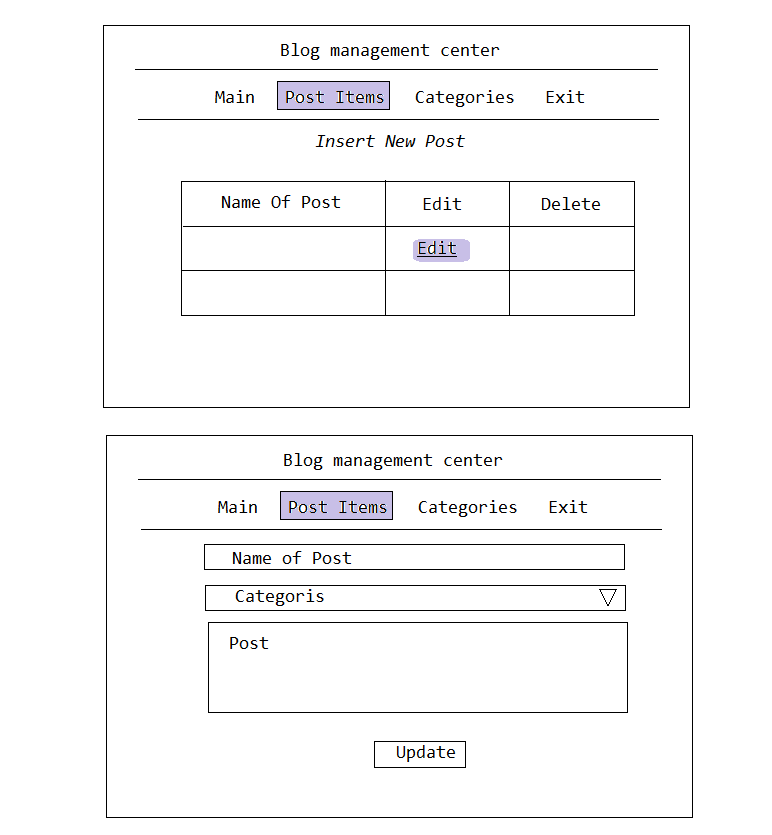 Blog management center
Main Post Items Categories Exit
Insert New Post
Name Of Post Edit Delete
Edit
Blog management center
Main Post Items Categories Exit
Name of Post
Categoris
Post
Update